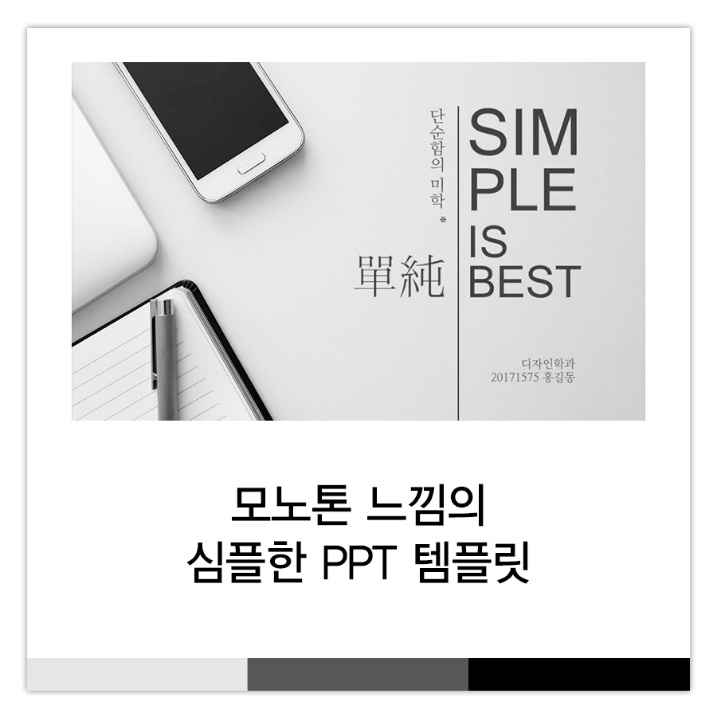 단순함의 미학 *
單純
SIM
PLE
IS
BEST
디자인학과
20171575 홍길동
모노톤 느낌의
심플한 PPT 템플릿